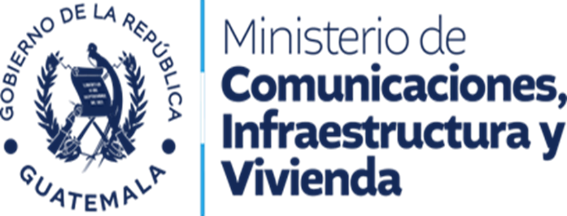 GOBIERNO DE LA REPÚBLICA
GUATEMALA
Ministerio de
Comunicaciones,
Infraestructura y
Vivienda